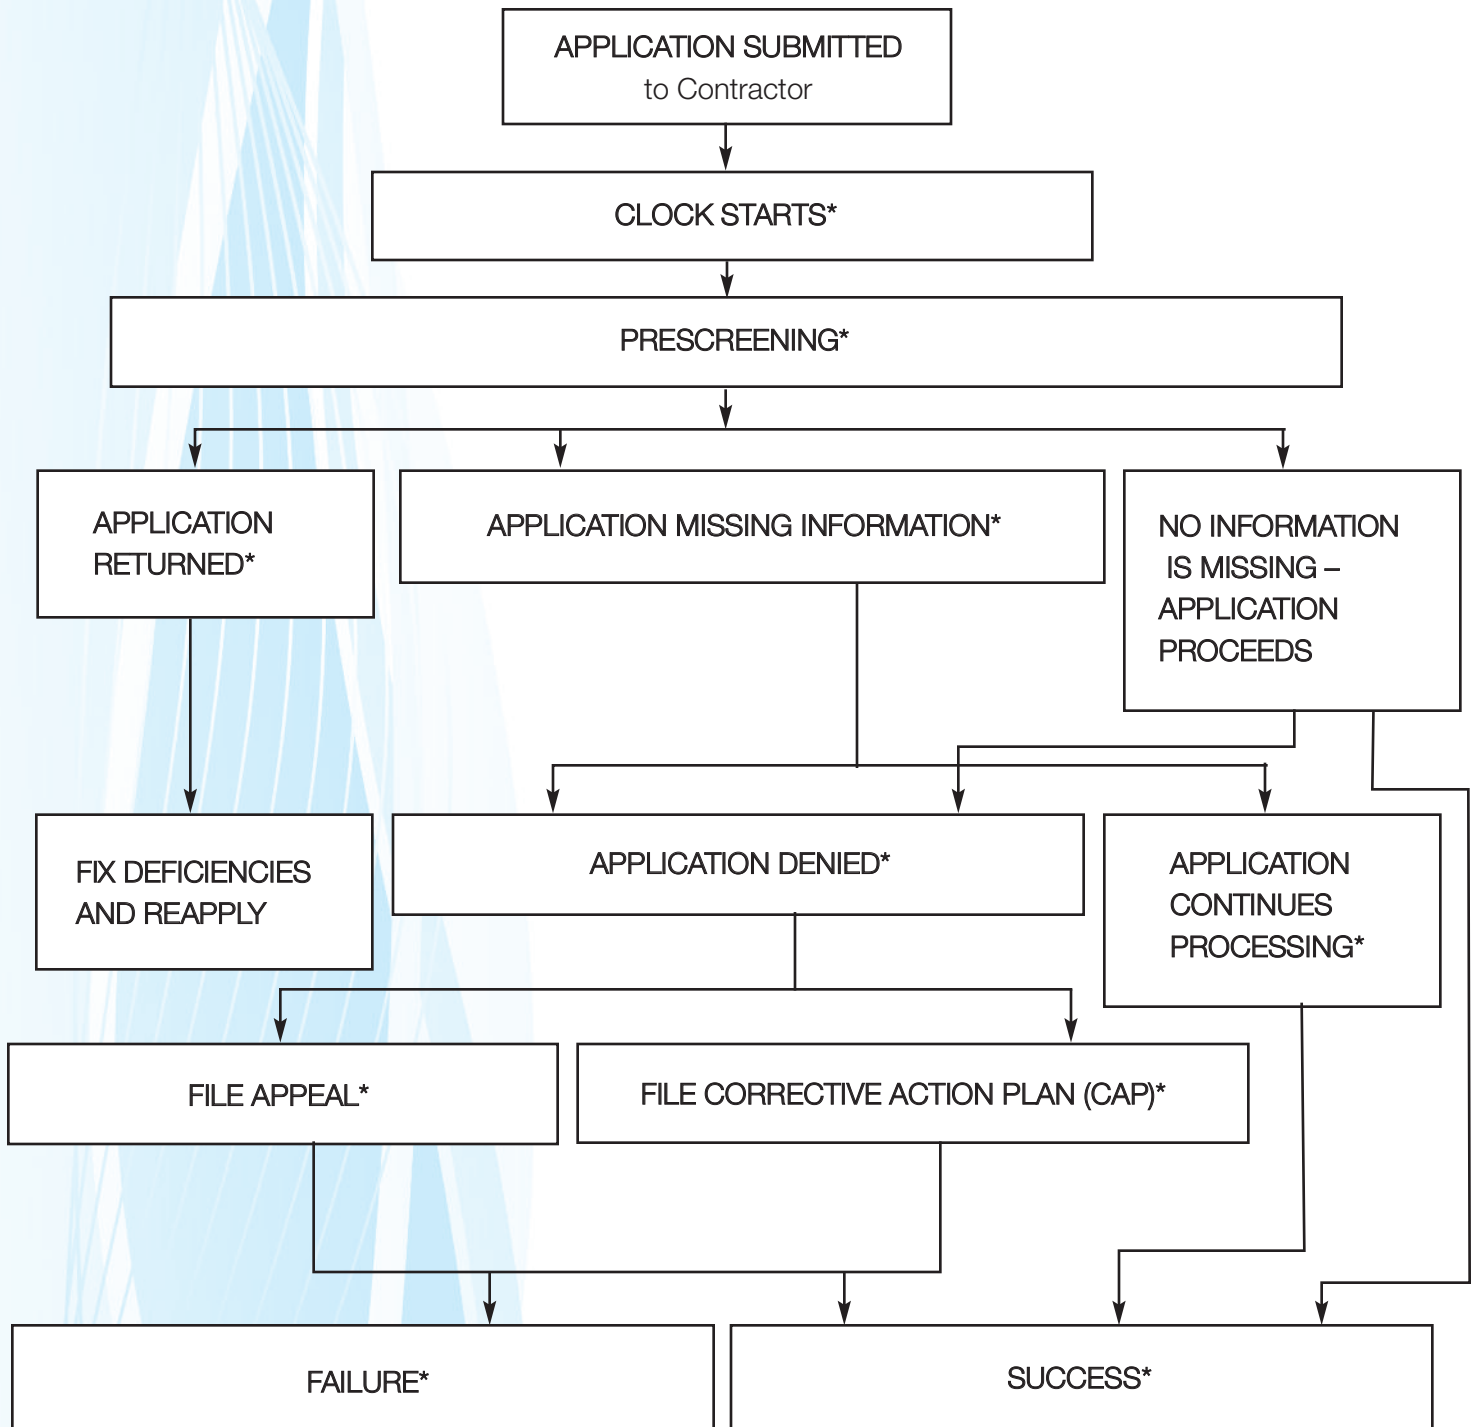 APPLICATION SUBMITTED
to Contractor
CLOCK STARTS*
PRESCREENING*
APPLICATION
RETURNED*
APPLICATION MISSING INFORMATION*
NO INFORMATION
IS MISSING –
APPLICATION
PROCEEDS
FIX DEFICIENCIES
AND REAPPLY
APPLICATION DENIED*
APPLICATION
CONTINUES
PROCESSING*
FILE APPEAL*
FILE CORRECTIVE ACTION PLAN (CAP)*
FAILURE*
SUCCESS*